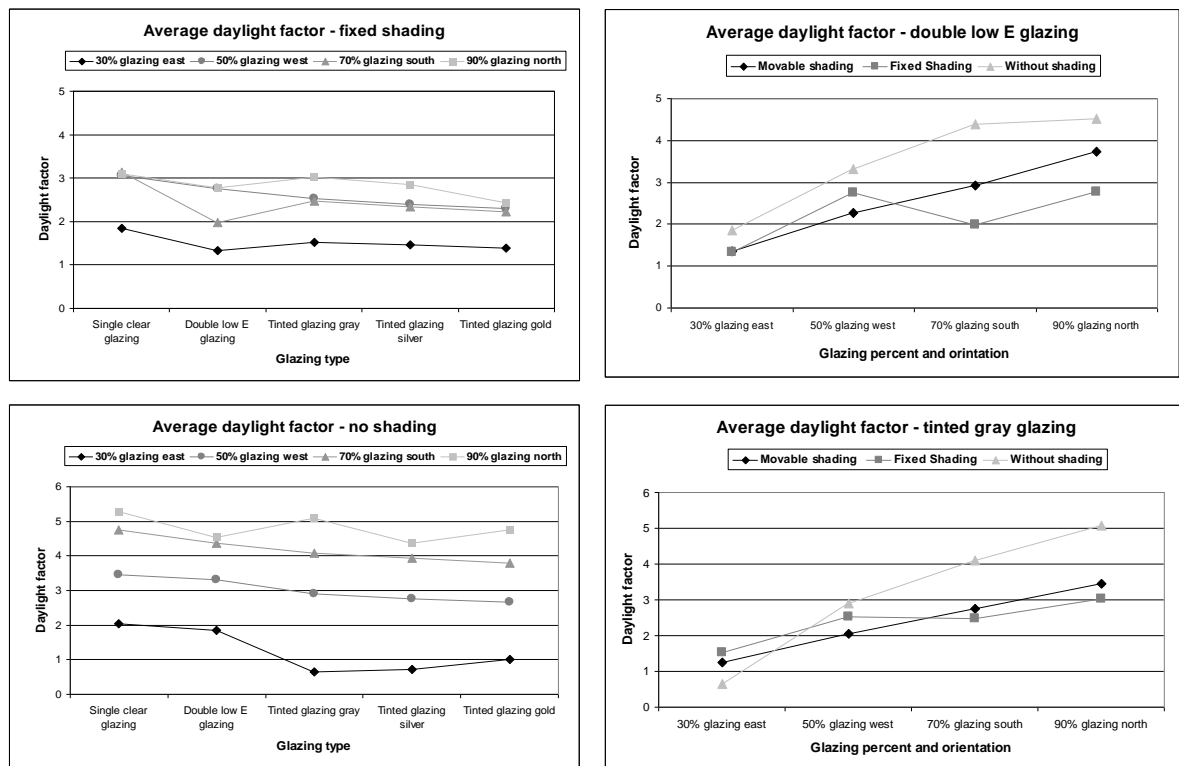 Average daylight factor - fixed shading
30% glazing east 50% glazing west 70% glazing south 90% glazing north
5
4
3
2
1
0
Daylight factor
Single clear glazing
Double low E glazing
Tinted glazing gray
Tinted glazing silver
Tinted glazing gold
Glazing type
Average daylight factor - double low E glazing
Movable shading Fixed Shading Without shading
5
4
3
2
1
0
Daylight factor
30% glazing east 50% glazing west 70% glazing south 90% glazing north
Glazing percent and orintation
Average daylight factor - no shading
30% glazing east 50% glazing west 70% glazing south 90% glazing north
6
5
4
3
2
1
0
Daylight factor
Single clear glazing
Double low E glazing
Tinted glazing gray
Tinted glazing silver
Tinted glazing gold
Glazing type
Average daylight factor - tinted gray glazing
Movable shading Fixed Shading Without shading
6
5
4
3
2
1
0
Daylight factor
30% glazing east 50% glazing west 70% glazing south 90% glazing north
Glazing percent and orientation